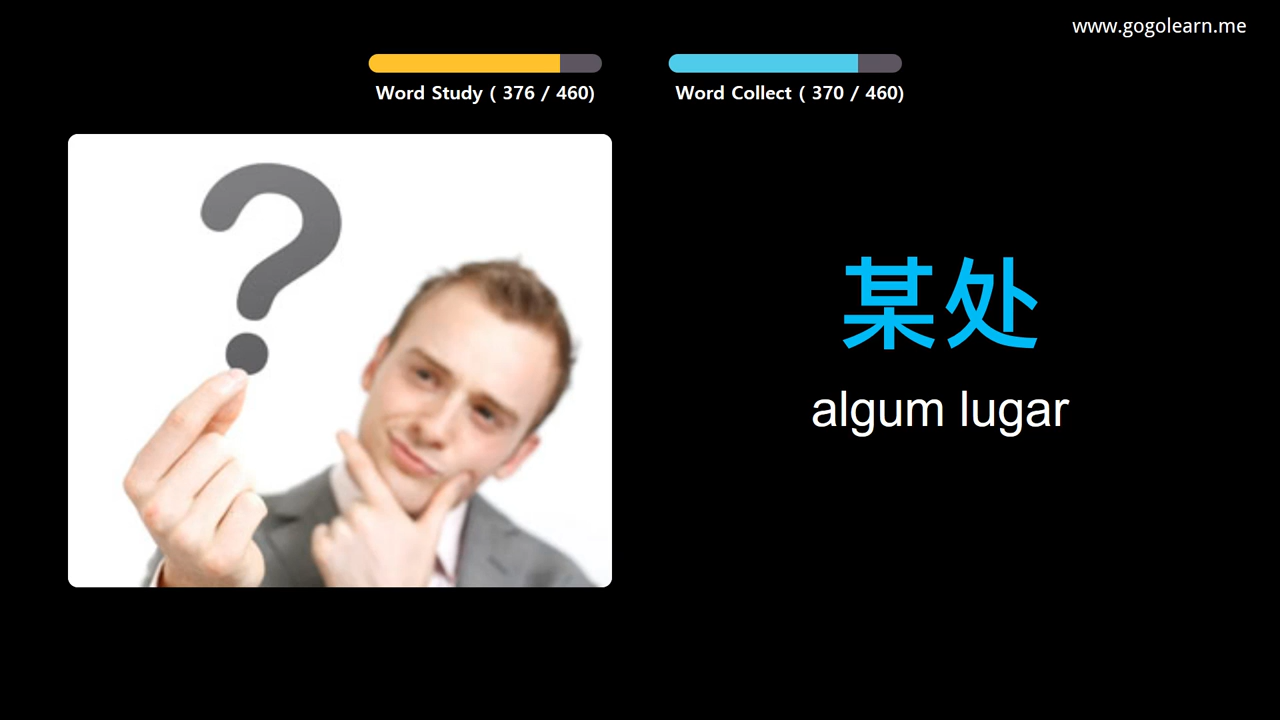 www.gogolearn.me
Word Study ( 376 / 460)
Word Collect ( 370 / 460)
?
某处
algum lugar